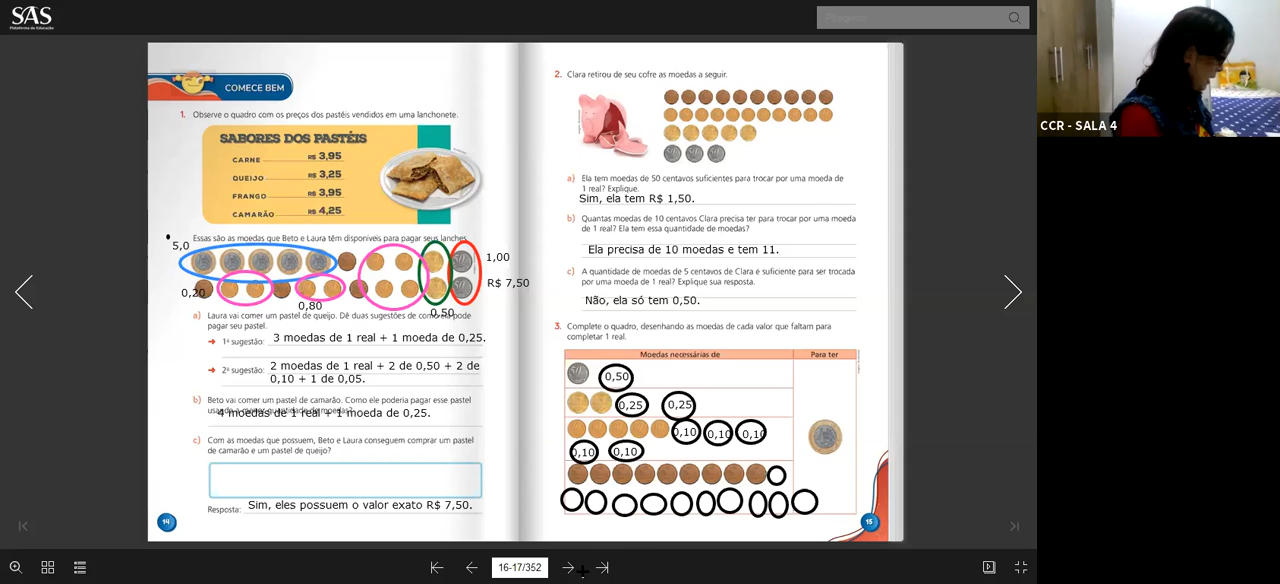 SAS
Plataforma de Educação
Pesquisar
CCR - SALA 4
COMECE BEM
1. Observe o quadro com os preços dos pastéis vendidos em uma lanchonete.
SABORES DOS PASTÉIS
CARNE R$ 3,95
QUEIJO R$ 3,25
FRANGO R$ 3,95
CAMARÃO R$ 4,25
Essas são as moedas que Beto e Laura têm disponíveis para pagar seus lanches.
5,0
1,00
R$ 7,50
0,20
0,80
0,50
a) Laura vai comer um pastel de queijo. Dê duas sugestões de como ela pode
pagar seu pastel.
➜ 1ª sugestão: 3 moedas de 1 real + 1 moeda de 0,25.
➜ 2ª sugestão: 2 moedas de 1 real + 2 de 0,50 + 2 de
0,10 + 1 de 0,05.
b) Beto vai comer um pastel de camarão. Como ele poderia pagar esse pastel
4 moedas de 1 real + 1 moeda de 0,25.
c) Com as moedas que possuem, Beto e Laura conseguem comprar um pastel
de camarão e um pastel de queijo?
Resposta: Sim, eles possuem o valor exato R$ 7,50.
14
2. Clara retirou de seu cofre as moedas a seguir.
a) Ela tem moedas de 50 centavos suficientes para trocar por uma moeda de
1 real? Explique.
Sim, ela tem R$ 1,50.
b) Quantas moedas de 10 centavos Clara precisa ter para trocar por uma moeda
de 1 real? Ela tem essa quantidade de moedas?
Ela precisa de 10 moedas e tem 11.
c) A quantidade de moedas de 5 centavos de Clara é suficiente para ser trocada
por uma moeda de 1 real? Explique sua resposta.
Não, ela só tem 0,50.
3. Complete o quadro, desenhando as moedas de cada valor que faltam para
completar 1 real.
Moedas necessárias de Para ter
0,50
0,25 0,25
0,10 0,10 0,10
0,10 0,10
15
16-17/352